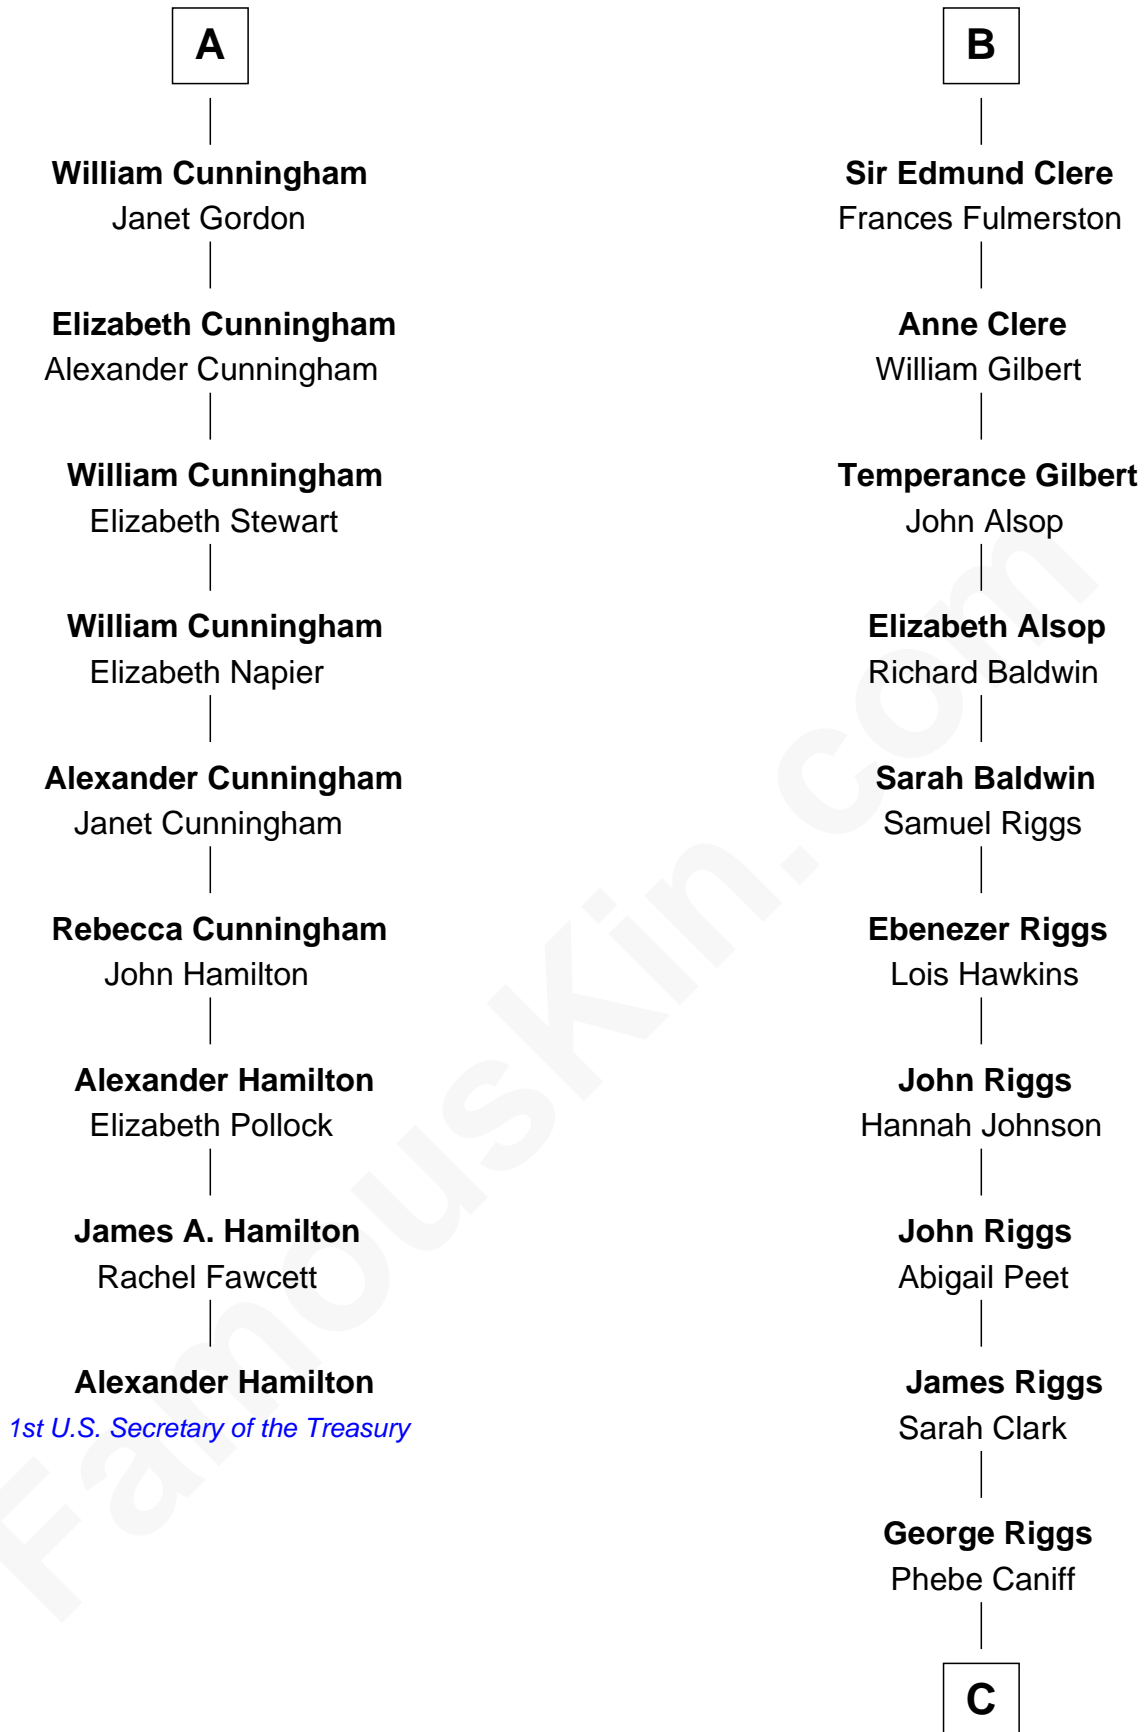 A
William Cunningham
Janet Gordon
Elizabeth Cunningham
Alexander Cunningham
William Cunningham
Elizabeth Stewart
William Cunningham
Elizabeth Napier
Alexander Cunningham
Janet Cunningham
Rebecca Cunningham
John Hamilton
Alexander Hamilton
Elizabeth Pollock
James A. Hamilton
Rachel Fawcett
Alexander Hamilton
1st U.S. Secretary of the Treasury
B
Sir Edmund Clere
Frances Fulmerston
Anne Clere
William Gilbert
Temperance Gilbert
John Alsop
Elizabeth Alsop
Richard Baldwin
Sarah Baldwin
Samuel Riggs
Ebenezer Riggs
Lois Hawkins
John Riggs
Hannah Johnson
John Riggs
Abigail Peet
James Riggs
Sarah Clark
George Riggs
Phebe Caniff
C
FamousKin.com